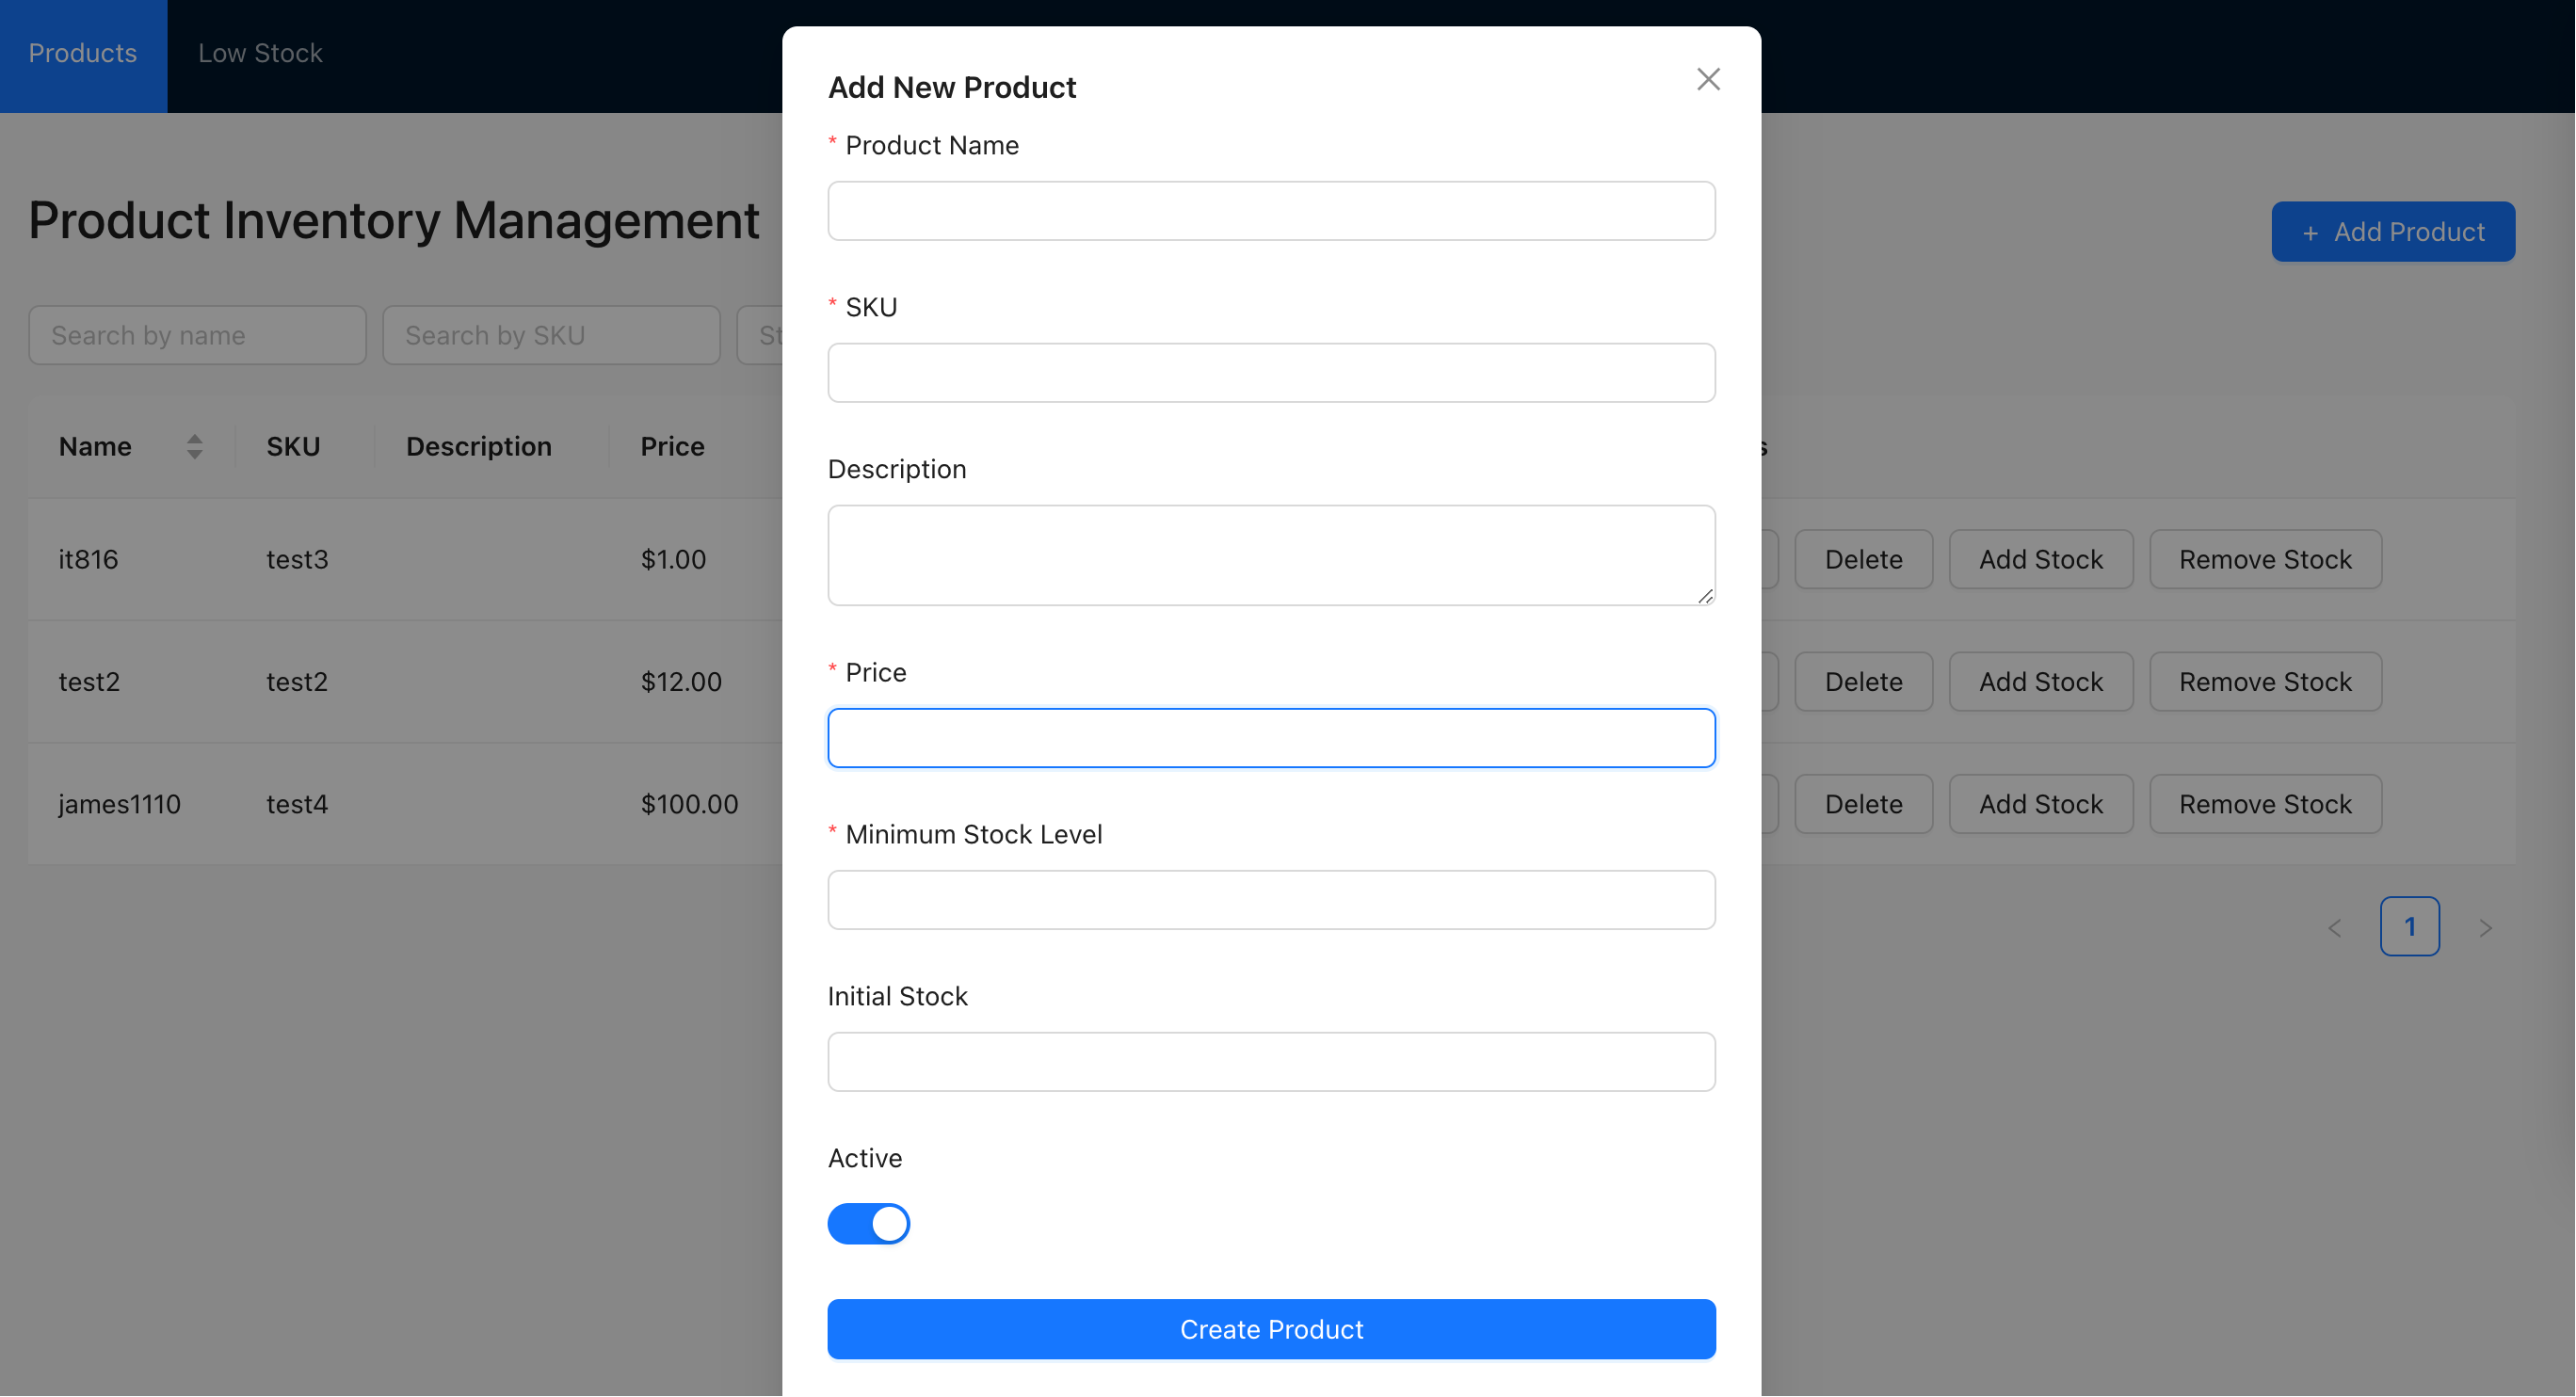 Products
Low Stock
Add New Product
* Product Name
Product Inventory Management
+ Add Product
* SKU
Search by name
Search by SKU
Name
SKU
Description
Price
Description
it816
test3
$1.00
Delete
Add Stock
Remove Stock
* Price
test2
test2
$12.00
Delete
Add Stock
Remove Stock
james1110
test4
$100.00
Delete
Add Stock
Remove Stock
* Minimum Stock Level
< 1 >
Initial Stock
Active
Create Product